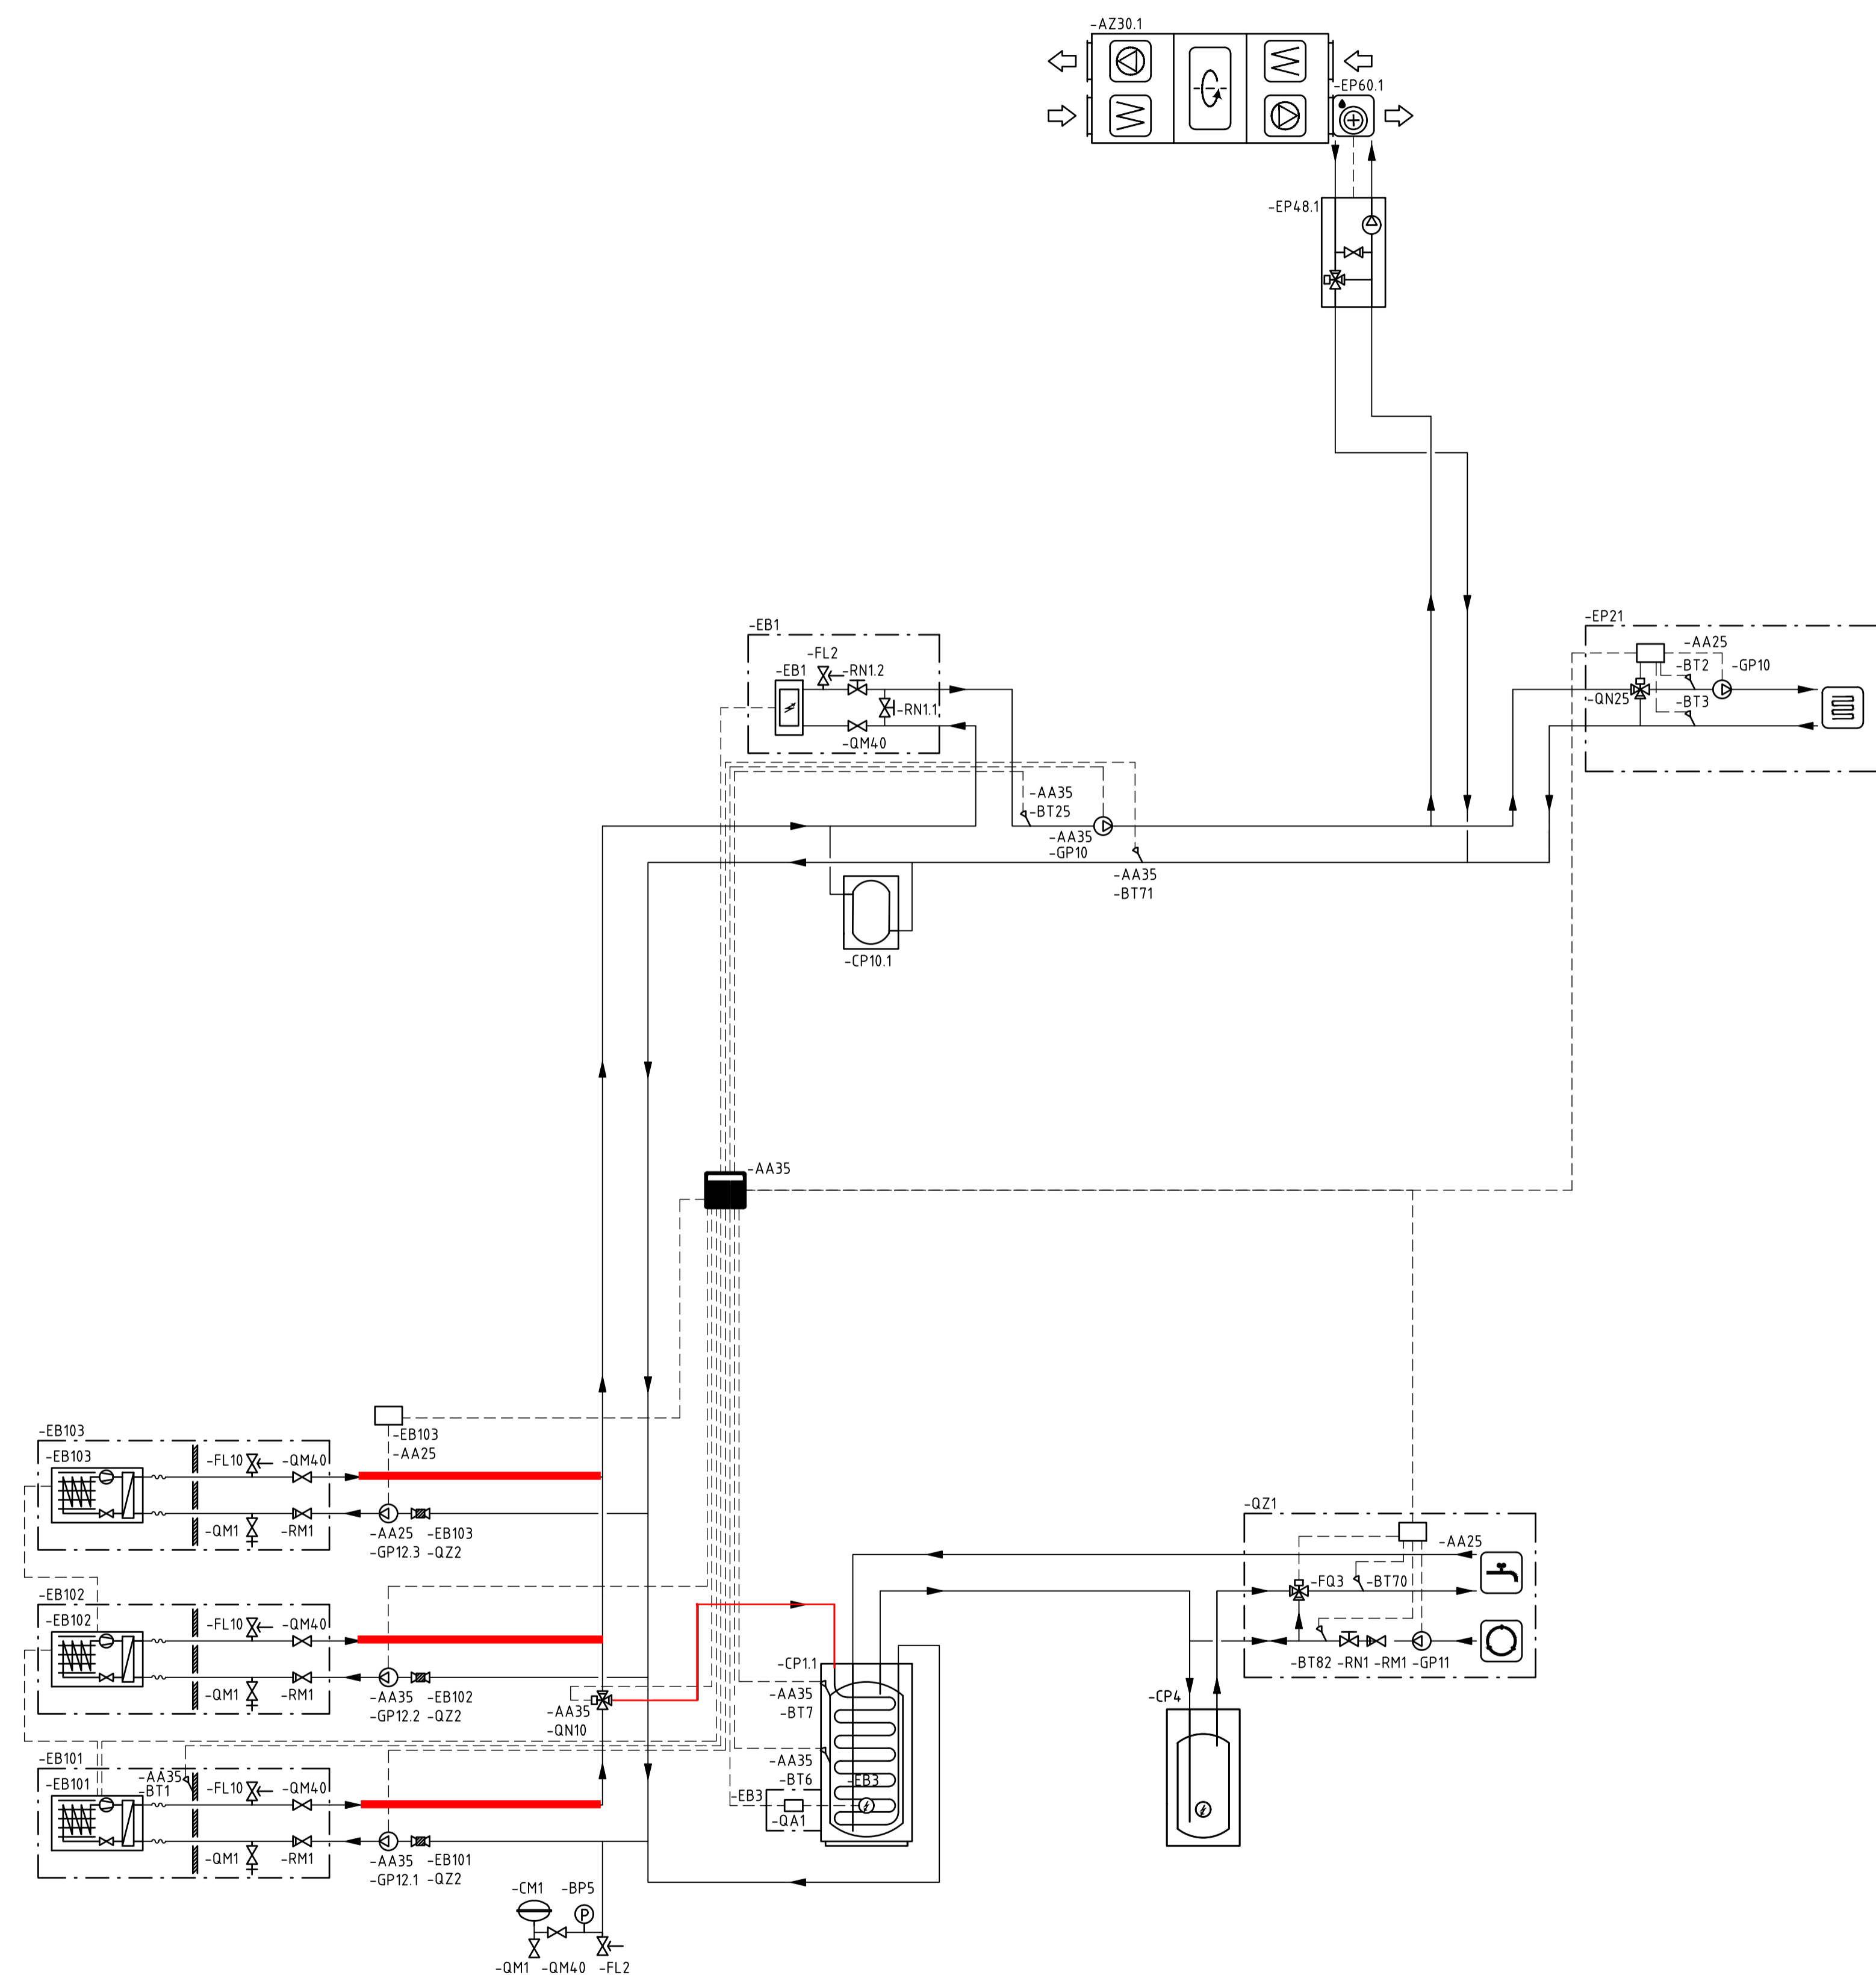 -AZ30.1
-EP60.1
-EP48.1
-EP21
-AA25
-BT2
-GP10
-QN25
-BT3
-EB1
-FL2
-EB1
-RN1.2
-RN1.1
-QM40
-AA35
-BT25
-AA35
-GP10
-AA35
-BT71
-CP10.1
-AA35
-EB103
-EB103
-FL10
-QM40
-EB103
-AA25
-QM1
-RM1
-AA25
-GP12.3
-EB103
-QZ2
-EB102
-EB102
-FL10
-QM40
-QM1
-RM1
-AA35
-GP12.2
-EB102
-QZ2
-AA35
-QN10
-EB101
-EB101
-AA35
-BT1
-FL10
-QM40
-QM1
-RM1
-AA35
-GP12.1
-EB101
-QZ2
-CM1
-BP5
P
-QM1
-QM40
-FL2
-CP1.1
-AA35
-BT7
-AA35
-BT6
-EB3
-EB3
-QA1
-CP4
-QZ1
-AA25
-FQ3
-BT70
-BT82
-RN1
-RM1
-GP11